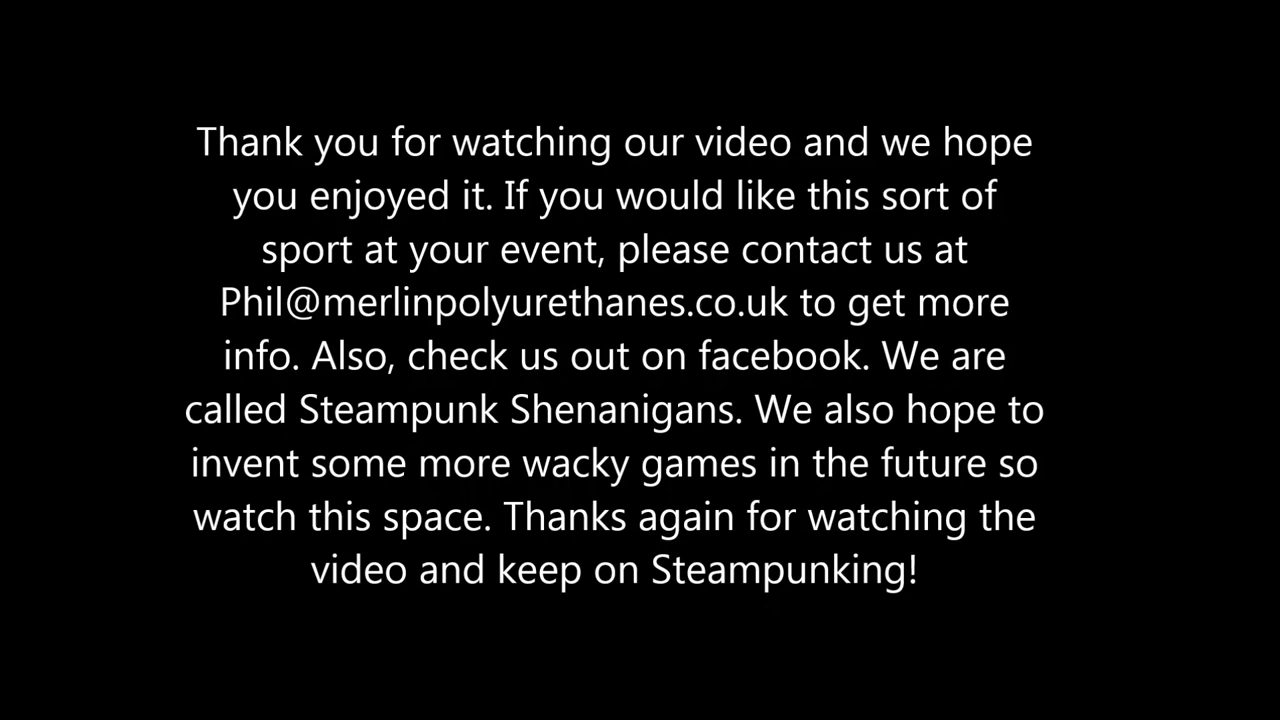 Thank you for watching our video and we hope
you enjoyed it. If you would like this sort of
sport at your event, please contact us at
Phil@merlinpolyurethanes.co.uk to get more
info. Also, check us out on facebook. We are
called Steampunk Shenanigans. We also hope to
invent some more wacky games in the future so
watch this space. Thanks again for watching the
video and keep on Steampunking!